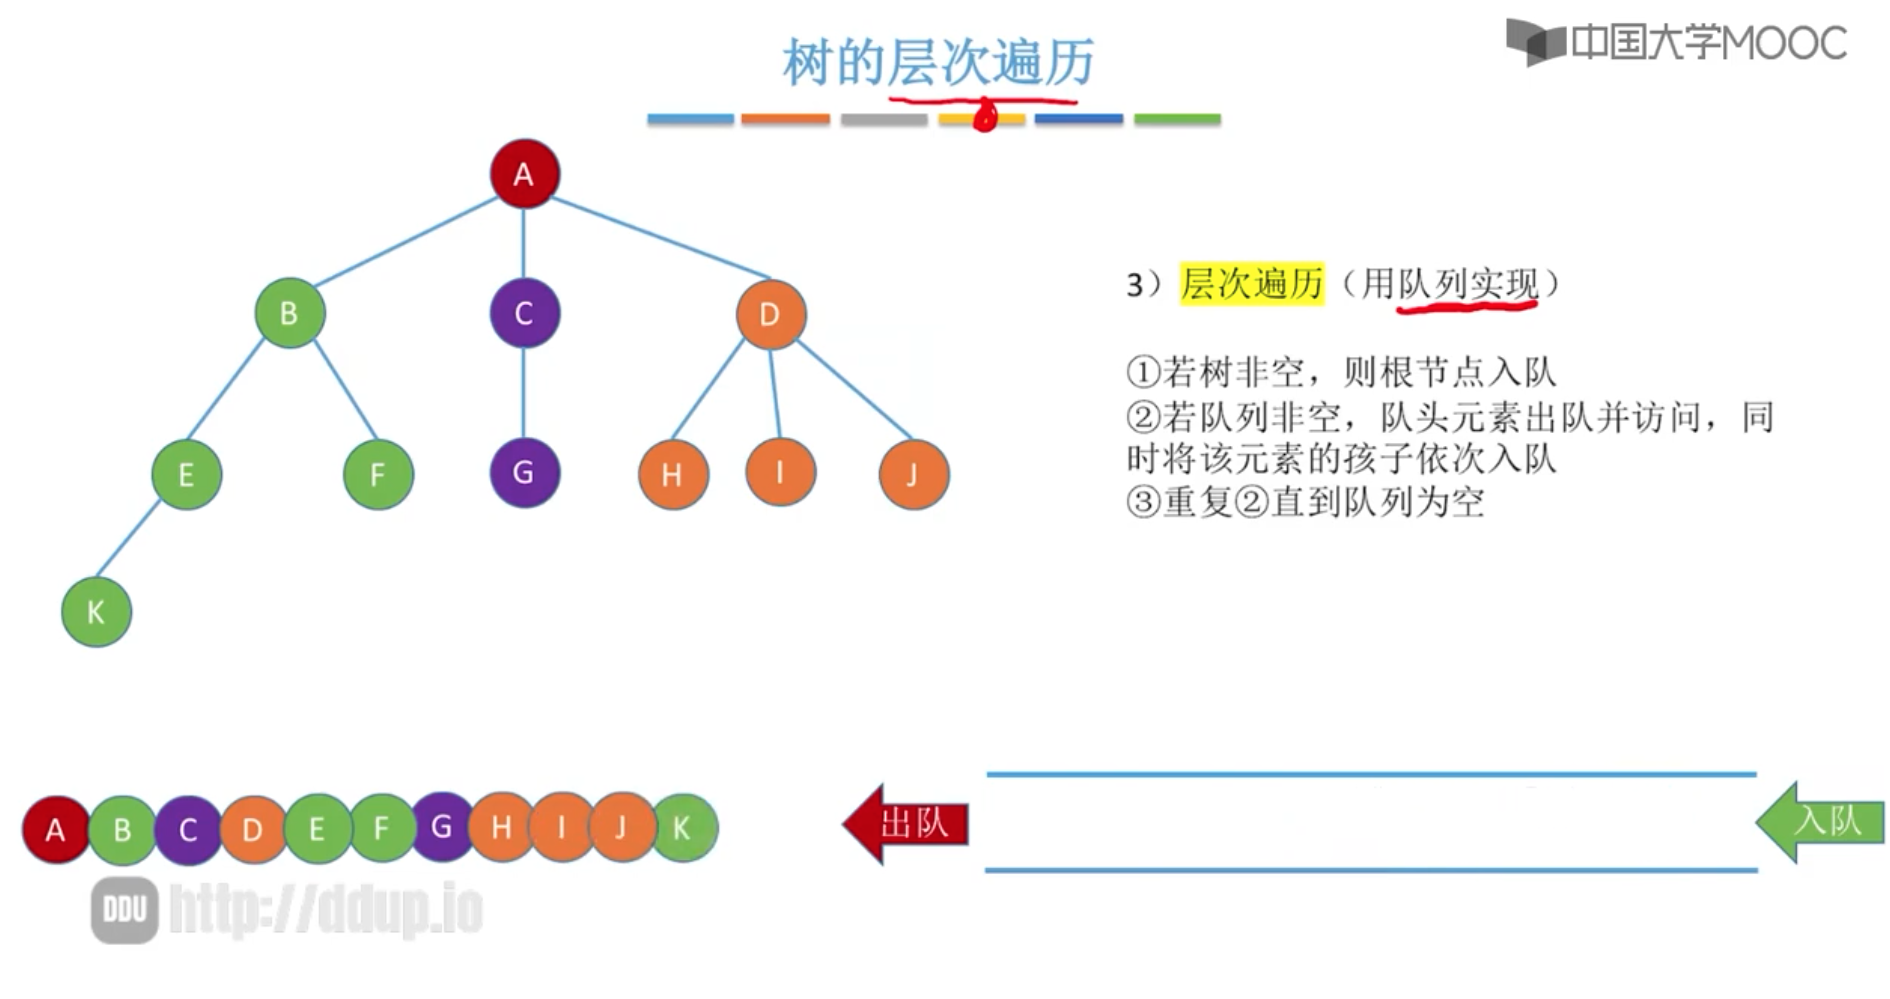 中国大学MOOC
树的层次遍历
A
B
C
D
E
F
G
H
I
J
K
3）层次遍历（用队列实现）
①若树非空，则根节点入队
②若队列非空，队头元素出队并访问，同
时将该元素的孩子依次入队
③重复②直到队列为空
A B C D E F G H I J K
出队
入队
DDU http://ddup.io